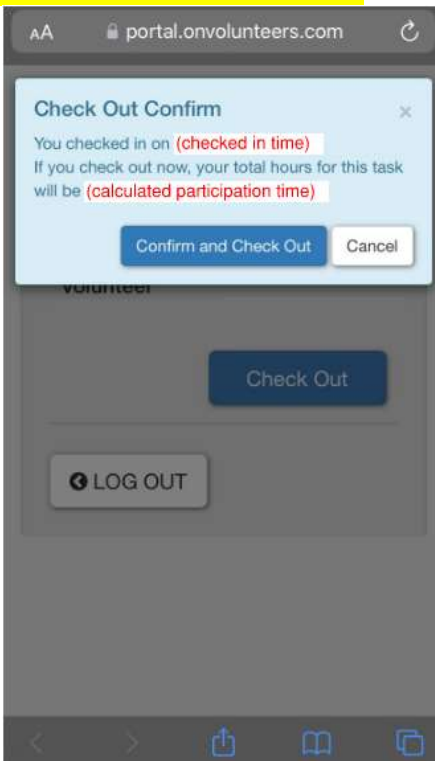 AA portal.onvolunteers.com
Check Out Confirm ×
You checked in on (checked in time)
If you check out now, your total hours for this task
will be (calculated participation time)
Confirm and Check Out Cancel
Volunteer
Check Out
LOG OUT